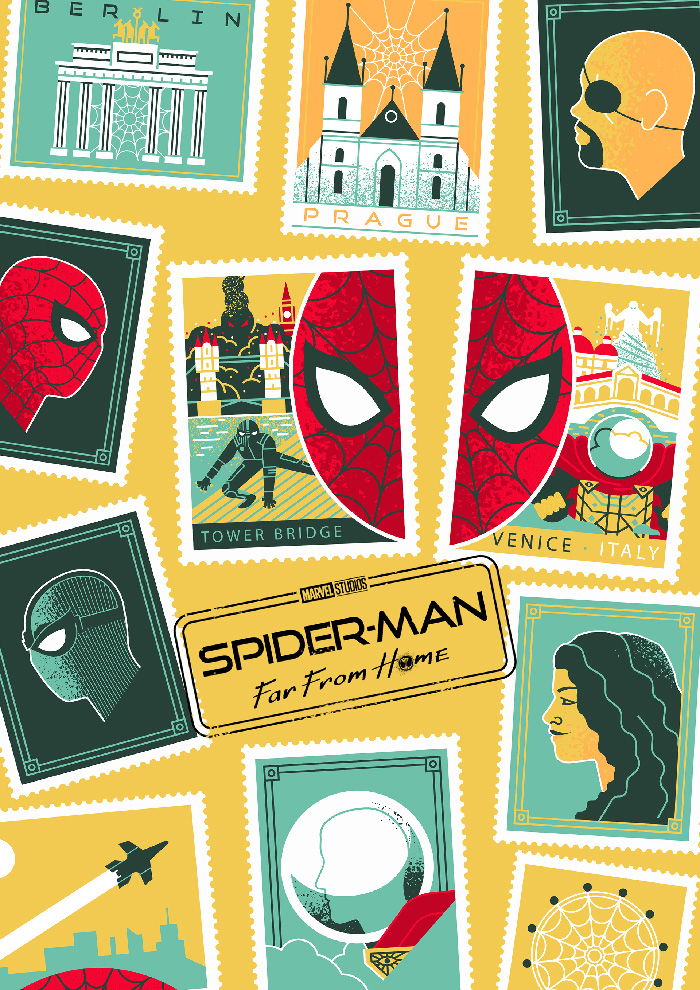 BERLIN
PRAGUE
TOWER BRIDGE
VENICE · ITALY
MARVEL STUDIOS
SPIDER-MAN
Far From Home